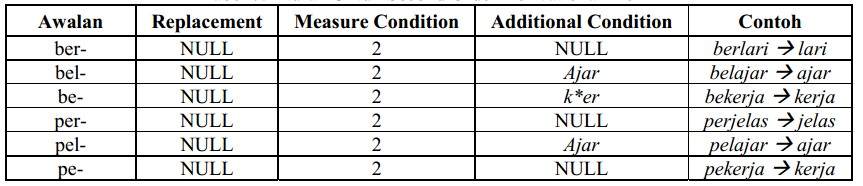 Awalan Replacement Measure Condition Additional Condition Contoh
ber- NULL 2 NULL berlari → lari
bel- NULL 2 Ajar belajar → ajar
be- NULL 2 k*er bekerja → kerja
per- NULL 2 NULL perjelas → jelas
pel- NULL 2 Ajar pelajar → ajar
pe- NULL 2 NULL pekerja → kerja